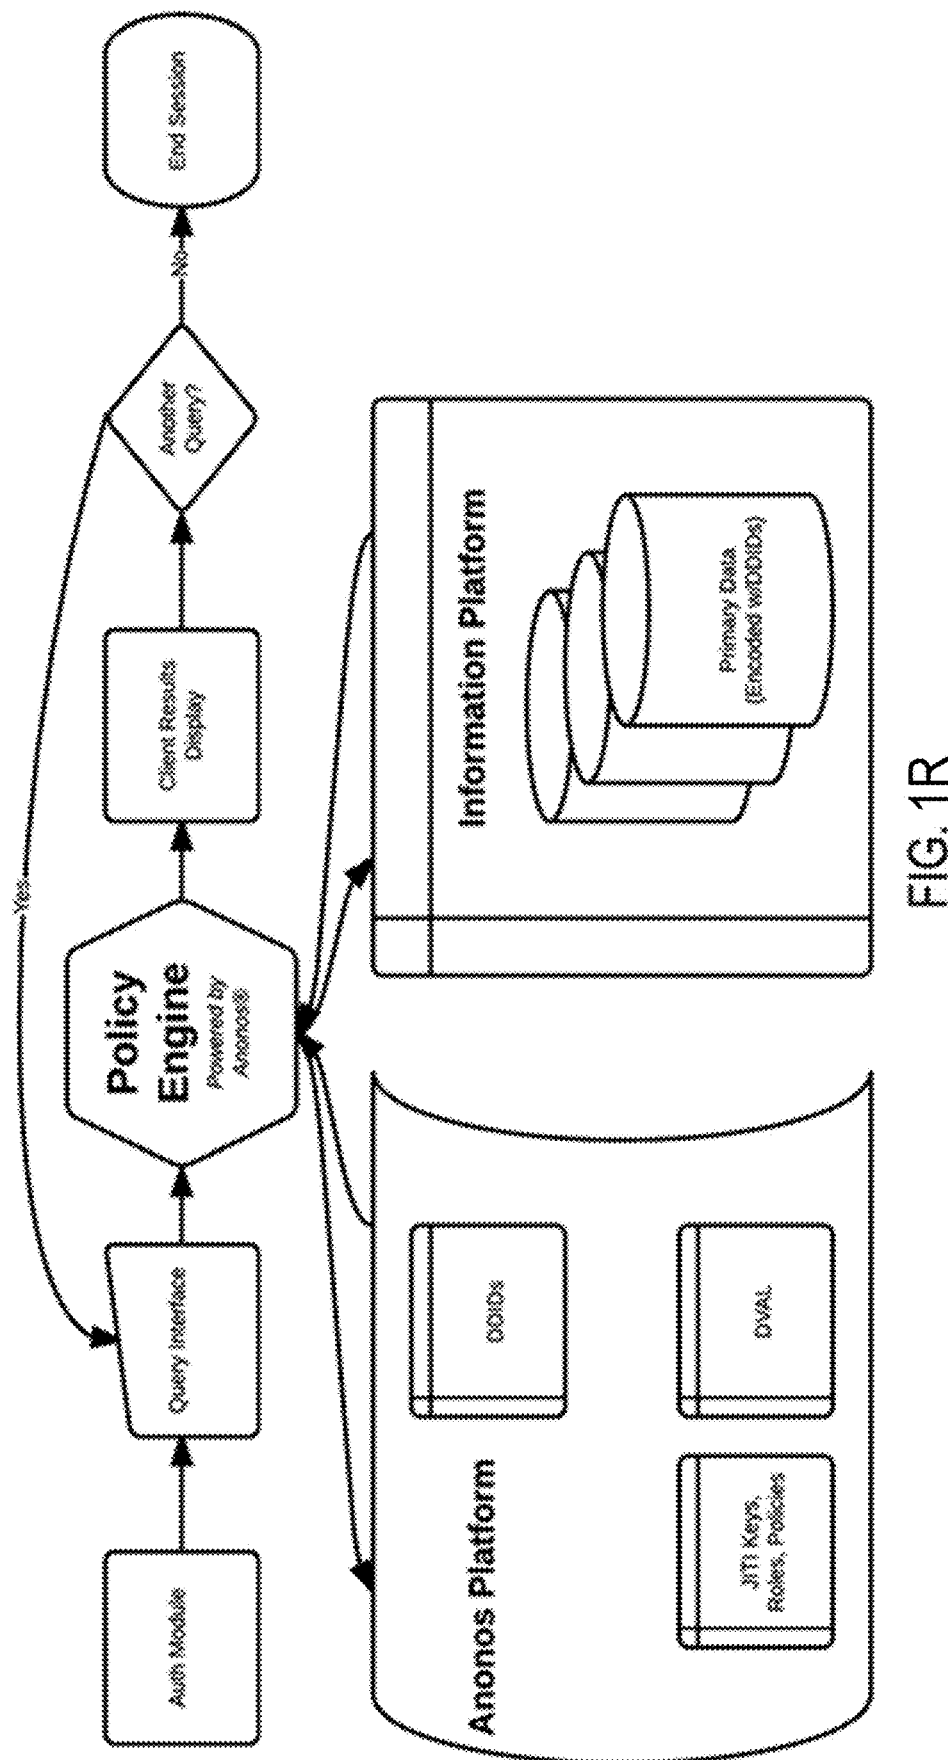 Auth Module
Query Interface
Policy
Engine
Powered by
Anonos®
Client Results
Display
Another
Query?
No
End Session
Yes
Anonos Platform
DDIDs
JITI Keys,
Roles, Policies
DVAL
Information Platform
Primary Data
(Encoded w/DDIDs)
FIG. 1R